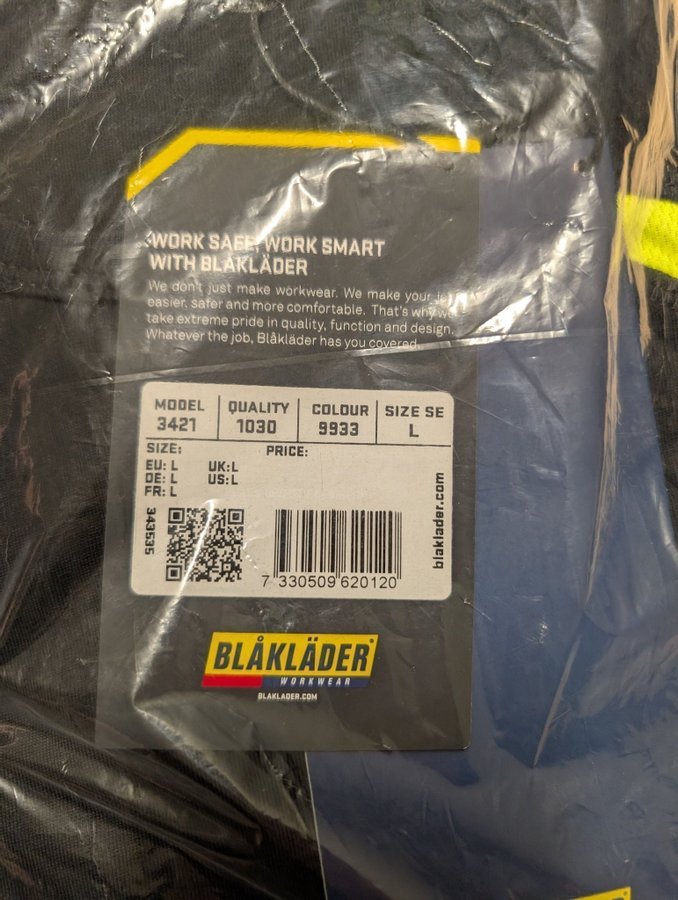 WORK SAFE, WORK SMART
WITH BLÅKLÄDER
We don't just make workwear. We make your
easier, safer and more comfortable. That's why we
take extreme pride in quality, function and design.
Whatever the job, Blåkläder has you covered.
MODEL QUALITY COLOUR SIZE SE
3421 1030 9933 L
SIZE: PRICE:
EU: L UK:L
DE: L US:L
FR: L
343535
blaklader.com
7 330509 620120
BLÅKLÄDER
WORKWEAR
BLAKLADER.COM